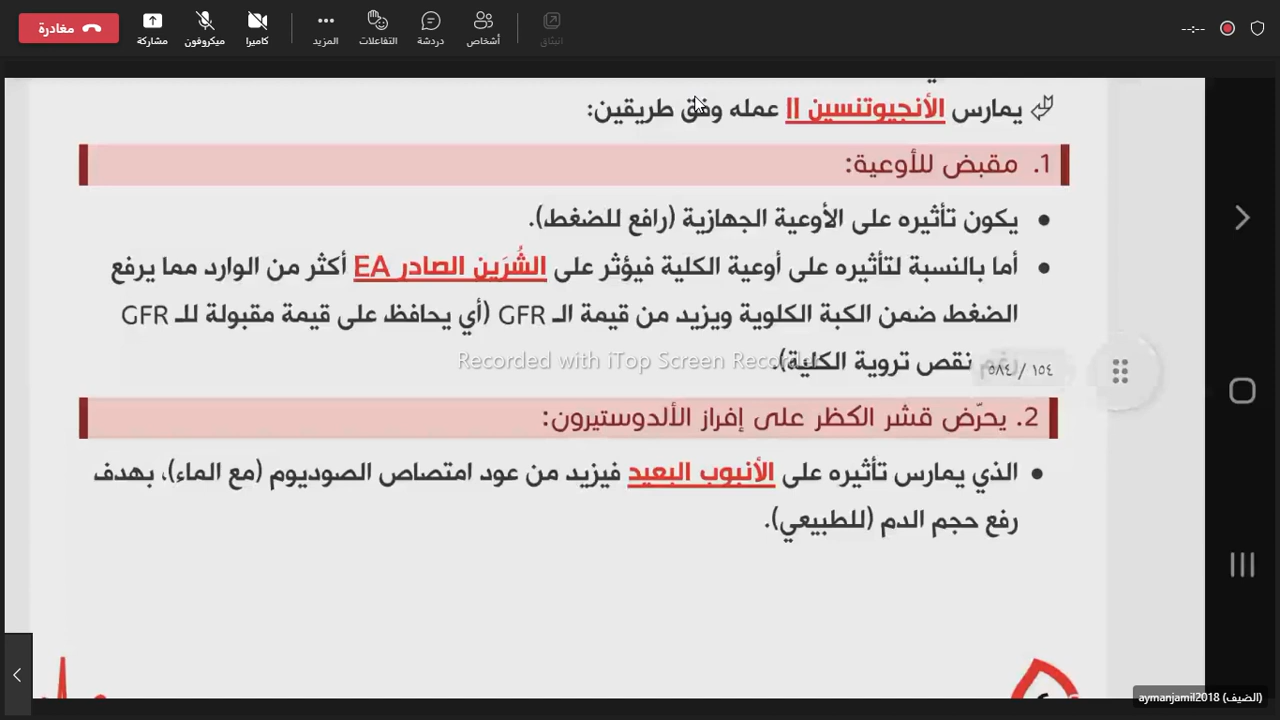 مغادرة
مشاركة
ميكروفون
كاميرا
المزيد
التفاعلات
دردشة
أشخاص
انبثاق
--:--
يمارس الأنجيوتنسين II عمله وفق طريقين:
1. مقبض للأوعية:
• يكون تأثيره على الأوعية الجهازية (رافع للضغط).
• أما بالنسبة لتأثيره على أوعية الكلية فيؤثر على الشُرَين الصادر EA أكثر من الوارد مما يرفع
الضغط ضمن الكبة الكلوية ويزيد من قيمة الـ GFR (أي يحافظ على قيمة مقبولة للـ GFR
رغم نقص تروية الكلية).
Recorded with iTop Screen Recorder
١٥٤ / ٥٨٤
2. يحرّض قشر الكظر على إفراز الألدوستيرون:
• الذي يمارس تأثيره على الأنبوب البعيد فيزيد من عود امتصاص الصوديوم (مع الماء)، بهدف
رفع حجم الدم (للطبيعي).
aymanjamil2018 (الضيف)